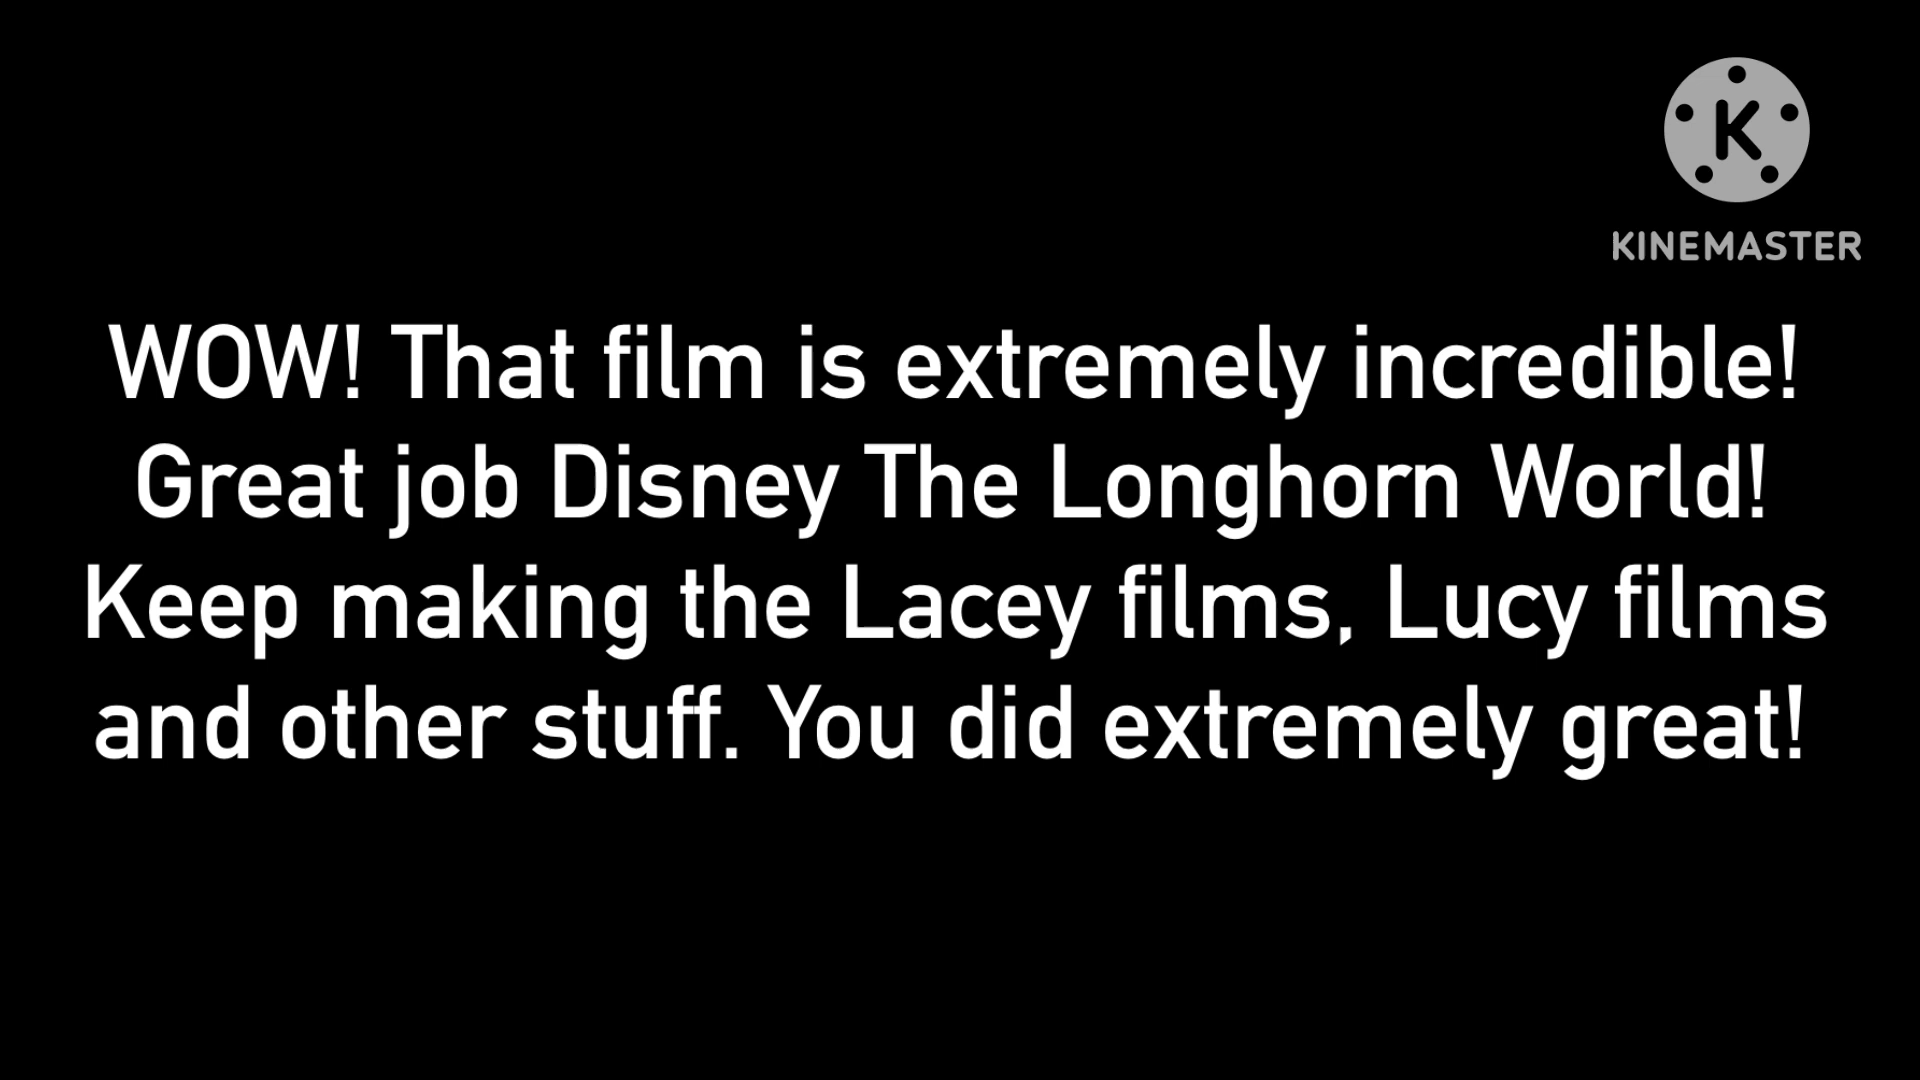 K
KINEMASTER
WOW! That film is extremely incredible!
Great job Disney The Longhorn World!
Keep making the Lacey films, Lucy films
and other stuff. You did extremely great!